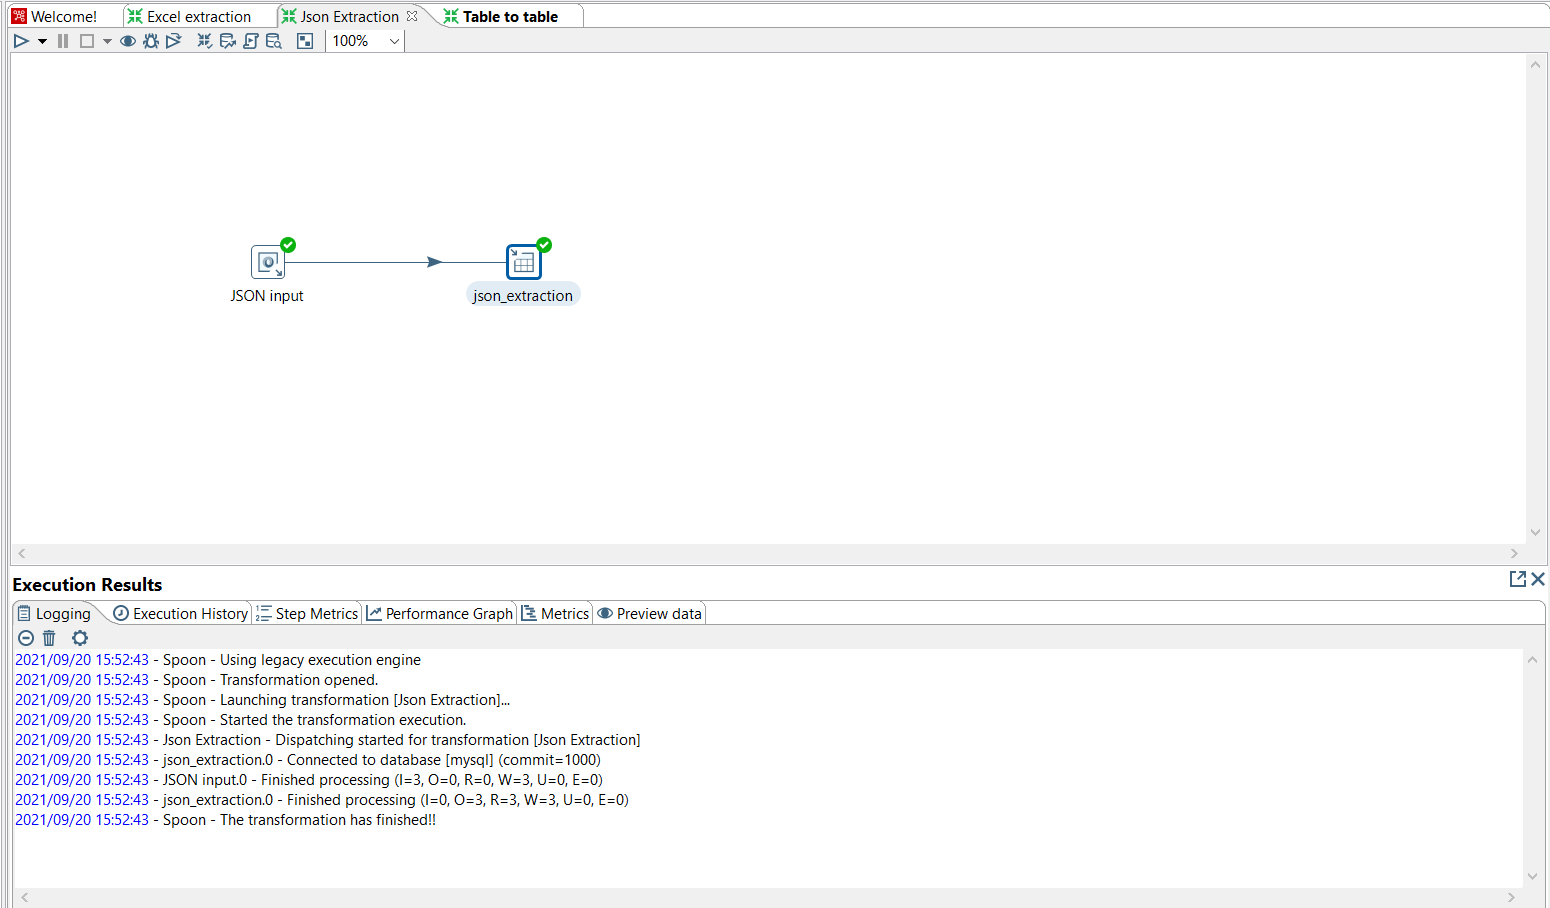 Welcome! Excel extraction Json Extraction Table to table
100%
JSON input json_extraction
Execution Results
Logging Execution History Step Metrics Performance Graph Metrics Preview data
2021/09/20 15:52:43 - Spoon - Using legacy execution engine
2021/09/20 15:52:43 - Spoon - Transformation opened.
2021/09/20 15:52:43 - Spoon - Launching transformation [Json Extraction]...
2021/09/20 15:52:43 - Spoon - Started the transformation execution.
2021/09/20 15:52:43 - Json Extraction - Dispatching started for transformation [Json Extraction]
2021/09/20 15:52:43 - json_extraction.0 - Connected to database [mysql] (commit=1000)
2021/09/20 15:52:43 - JSON input.0 - Finished processing (I=3, O=0, R=0, W=3, U=0, E=0)
2021/09/20 15:52:43 - json_extraction.0 - Finished processing (I=0, O=3, R=3, W=3, U=0, E=0)
2021/09/20 15:52:43 - Spoon - The transformation has finished!!